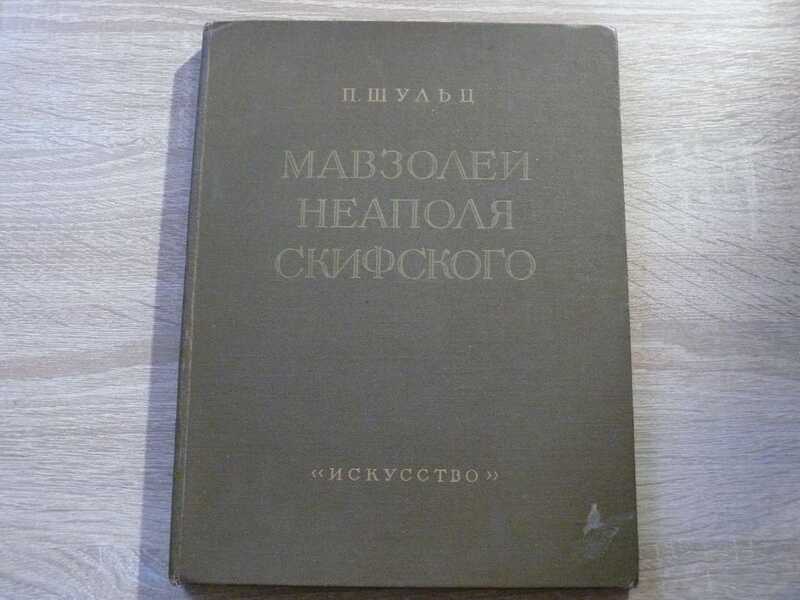 П. ШУЛЬЦ
МАВЗОЛЕЙ
НЕАПОЛЯ
СКИФСКОГО
«ИСКУССТВО»